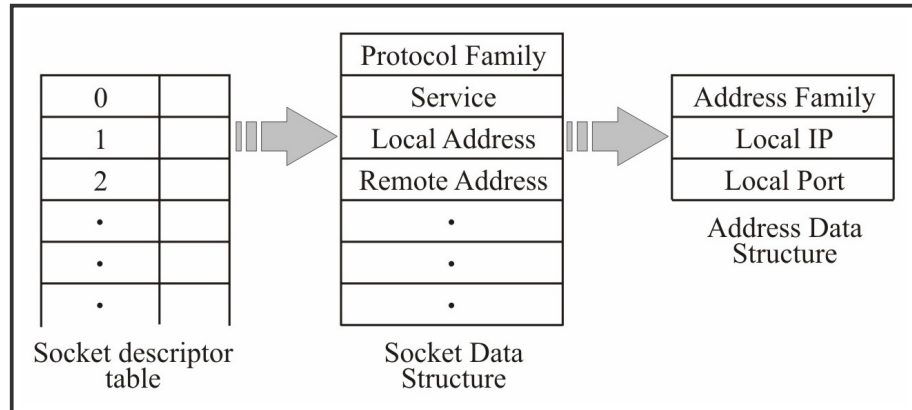 0
1
2
.
.
.
Socket descriptor
table
Protocol Family
Service
Local Address
Remote Address
.
.
.
Socket Data
Structure
Address Family
Local IP
Local Port
Address Data
Structure